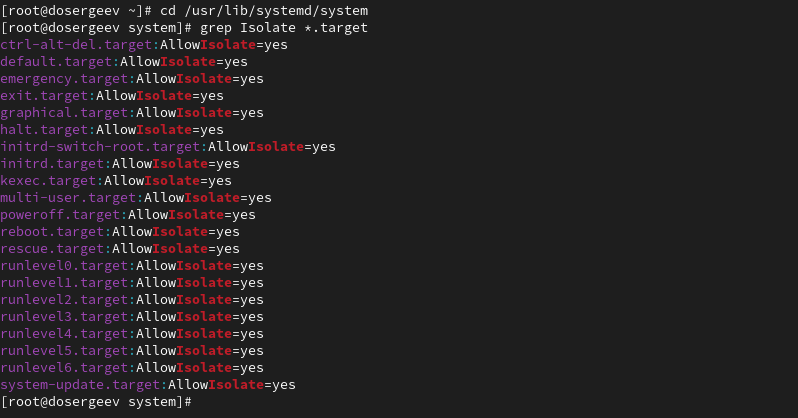 [root@dosergeev ~]# cd /usr/lib/systemd/system
[root@dosergeev system]# grep Isolate *.target
ctrl-alt-del.target:AllowIsolate=yes
default.target:AllowIsolate=yes
emergency.target:AllowIsolate=yes
exit.target:AllowIsolate=yes
graphical.target:AllowIsolate=yes
halt.target:AllowIsolate=yes
initrd-switch-root.target:AllowIsolate=yes
initrd.target:AllowIsolate=yes
kexec.target:AllowIsolate=yes
multi-user.target:AllowIsolate=yes
poweroff.target:AllowIsolate=yes
reboot.target:AllowIsolate=yes
rescue.target:AllowIsolate=yes
runlevel0.target:AllowIsolate=yes
runlevel1.target:AllowIsolate=yes
runlevel2.target:AllowIsolate=yes
runlevel3.target:AllowIsolate=yes
runlevel4.target:AllowIsolate=yes
runlevel5.target:AllowIsolate=yes
runlevel6.target:AllowIsolate=yes
system-update.target:AllowIsolate=yes
[root@dosergeev system]#